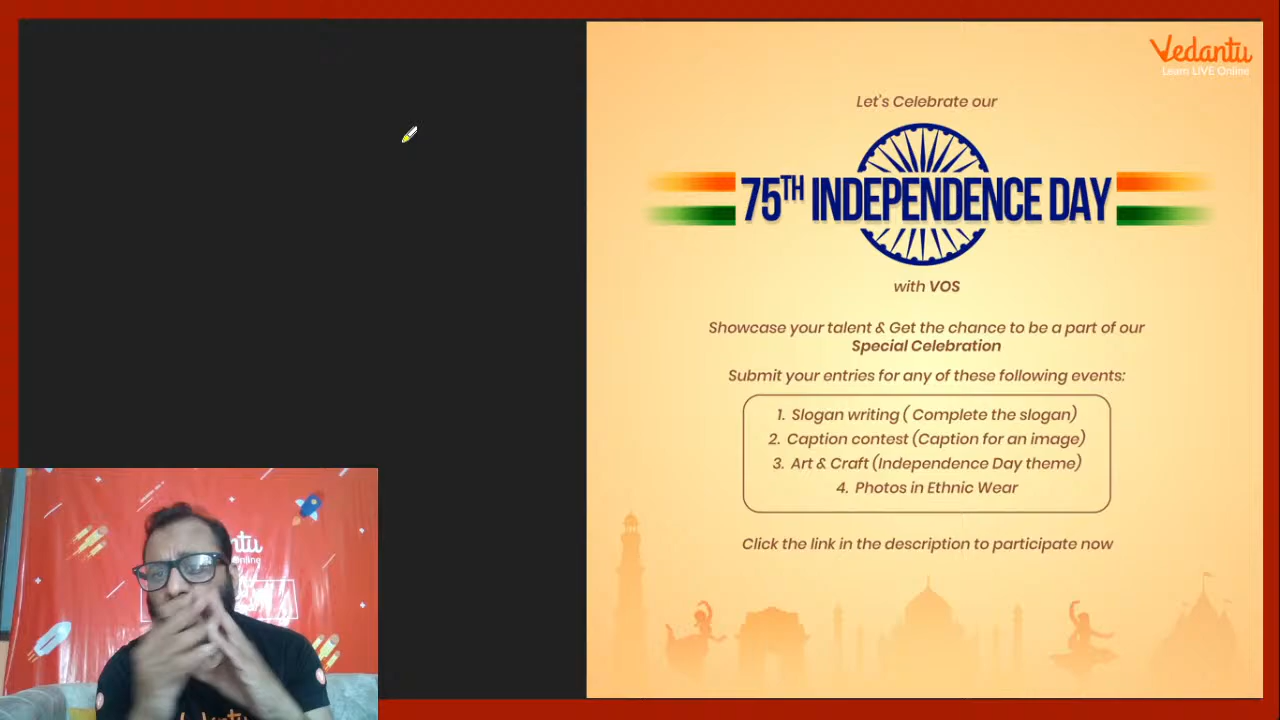 Vedantu
Learn LIVE Online
Let's Celebrate our
75TH INDEPENDENCE DAY
with VOS
Showcase your talent & Get the chance to be a part of our
Special Celebration
Submit your entries for any of these following events:
1. Slogan writing ( Complete the slogan)
2. Caption contest (Caption for an image)
3. Art & Craft (Independence Day theme)
4. Photos in Ethnic Wear
Click the link in the description to participate now